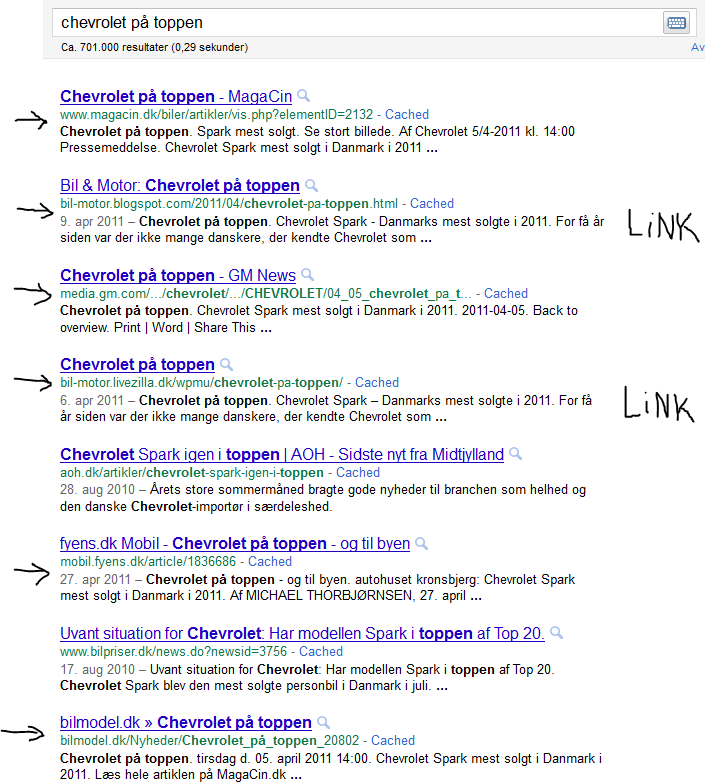 chevrolet på toppen
Ca. 701.000 resultater (0,29 sekunder)
Av
Chevrolet på toppen - MagaCin
www.magacin.dk/biler/artikler/vis.php?elementID=2132 - Cached
Chevrolet på toppen. Spark mest solgt. Se stort billede. Af Chevrolet 5/4-2011 kl. 14:00
Pressemeddelse. Chevrolet Spark mest solgt i Danmark i 2011 ...
Bil & Motor: Chevrolet på toppen
bil-motor.blogspot.com/2011/04/chevrolet-pa-toppen.html - Cached
9. apr 2011 – Chevrolet på toppen. Chevrolet Spark - Danmarks mest solgte i 2011. For få år
siden var der ikke mange danskere, der kendte Chevrolet som ...
LiNK
Chevrolet på toppen - GM News
media.gm.com/.../chevrolet/.../CHEVROLET/04_05_chevrolet_pa_t... - Cached
Chevrolet på toppen. Chevrolet Spark mest solgt i Danmark i 2011. 2011-04-05. Back to
overview. Print | Word | Share This ...
Chevrolet på toppen
bil-motor.livezilla.dk/wpmu/chevrolet-pa-toppen/ - Cached
6. apr 2011 – Chevrolet på toppen. Chevrolet Spark – Danmarks mest solgte i 2011. For få
år siden var der ikke mange danskere, der kendte Chevrolet som ...
LiNK
Chevrolet Spark igen i toppen | AOH - Sidste nyt fra Midtjylland
aoh.dk/artikler/chevrolet-spark-igen-i-toppen - Cached
28. aug 2010 – Årets store sommermåned bragte gode nyheder til branchen som helhed og
den danske Chevrolet-importør i særdeleshed.
fyens.dk Mobil - Chevrolet på toppen - og til byen
mobil.fyens.dk/article/1836686 - Cached
27. apr 2011 – Chevrolet på toppen - og til byen. autohuset kronsbjerg: Chevrolet Spark
mest solgt i Danmark i 2011. Af MICHAEL THORBJØRNSEN, 27. april ...
Uvant situation for Chevrolet: Har modellen Spark i toppen af Top 20.
www.bilpriser.dk/news.do?newsid=3756 - Cached
17. aug 2010 – Uvant situation for Chevrolet: Har modellen Spark i toppen af Top 20.
Chevrolet Spark blev den mest solgte personbil i Danmark i juli. ...
bilmodel.dk » Chevrolet på toppen
bilmodel.dk/Nyheder/Chevrolet_på_toppen_20802 - Cached
Chevrolet på toppen. tirsdag d. 05. april 2011 14:00. Chevrolet Spark mest solgt i Danmark i
2011. Læs hele artiklen på MagaCin.dk ...